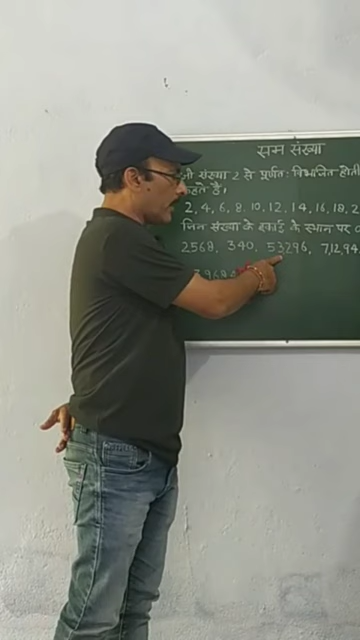 सम संख्या
जो संख्या 2 से पूर्णतः विभाजित होती
कहते है,
2, 4, 6, 8, 10, 12, 14, 16, 18, 2
जिन संख्या के इकाई के स्थान पर
2568, 340, 53296, 71294